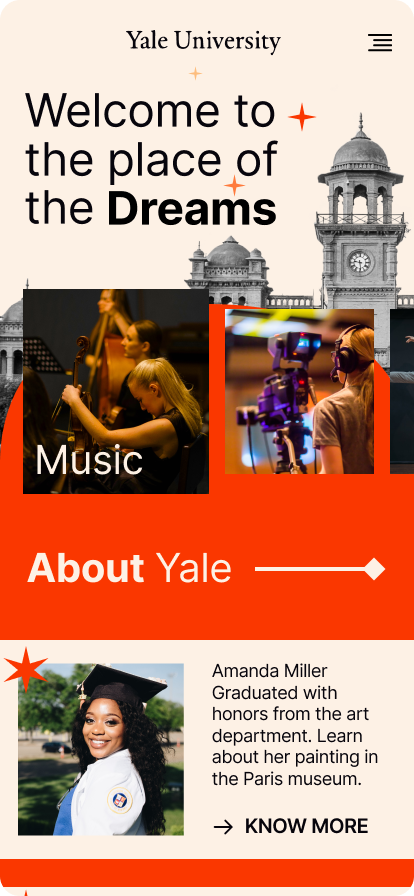 Yale University
Welcome to
the place of
the Dreams
Music
About Yale
Amanda Miller
Graduated with
honors from the art
department. Learn
about her painting in
the Paris museum.
KNOW MORE